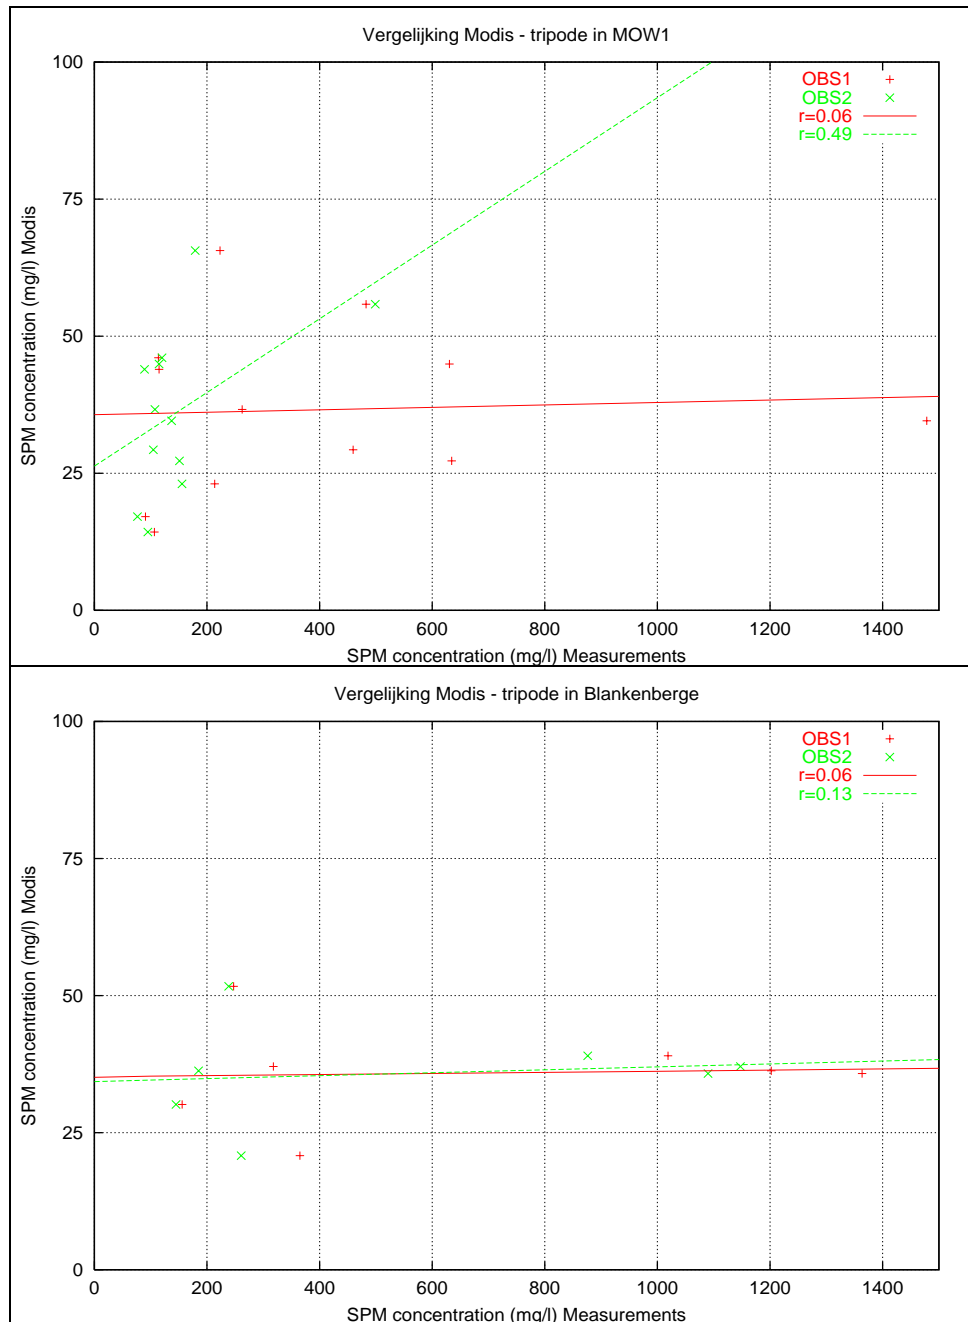 Vergelijking Modis - tripode in MOW1
100
75
50
25
0
SPM concentration (mg/l) Modis
OBS1
OBS2
r=0.06
r=0.49
0 200 400 600 800 1000 1200 1400
SPM concentration (mg/l) Measurements
Vergelijking Modis - tripode in Blankenberge
100
75
50
25
0
SPM concentration (mg/l) Modis
OBS1
OBS2
r=0.06
r=0.13
0 200 400 600 800 1000 1200 1400
SPM concentration (mg/l) Measurements